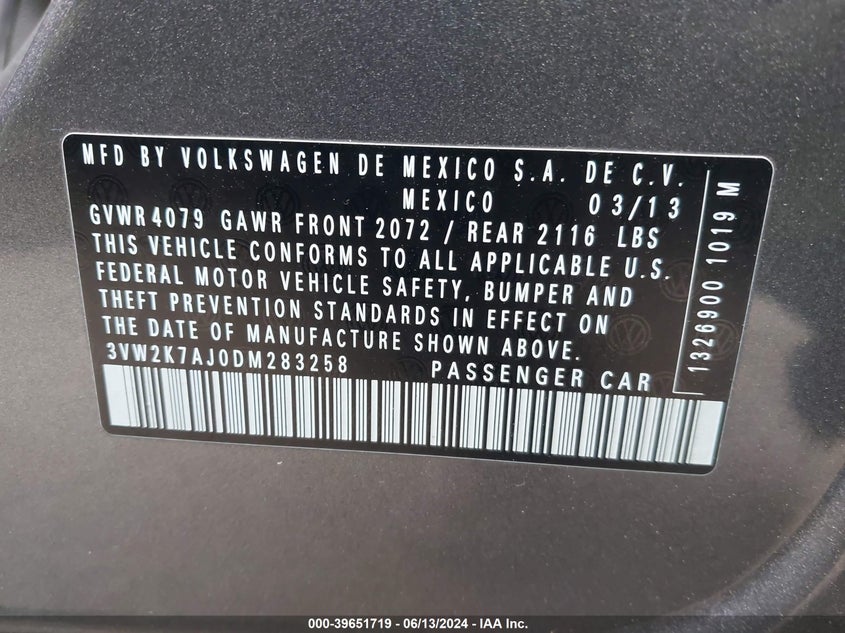 MFD BY VOLKSWAGEN DE MEXICO S.A. DE C.V.
MEXICO 03/13
GVWR 4079 GAWR FRONT 2072 / REAR 2116 LBS
THIS VEHICLE CONFORMS TO ALL APPLICABLE U.S.
FEDERAL MOTOR VEHICLE SAFETY, BUMPER AND
THEFT PREVENTION STANDARDS IN EFFECT ON
THE DATE OF MANUFACTURE SHOWN ABOVE.
3VW2K7AJ0DM283258 PASSENGER CAR
1326900 1019 M
000-39651719 - 06/13/2024 - IAA Inc.